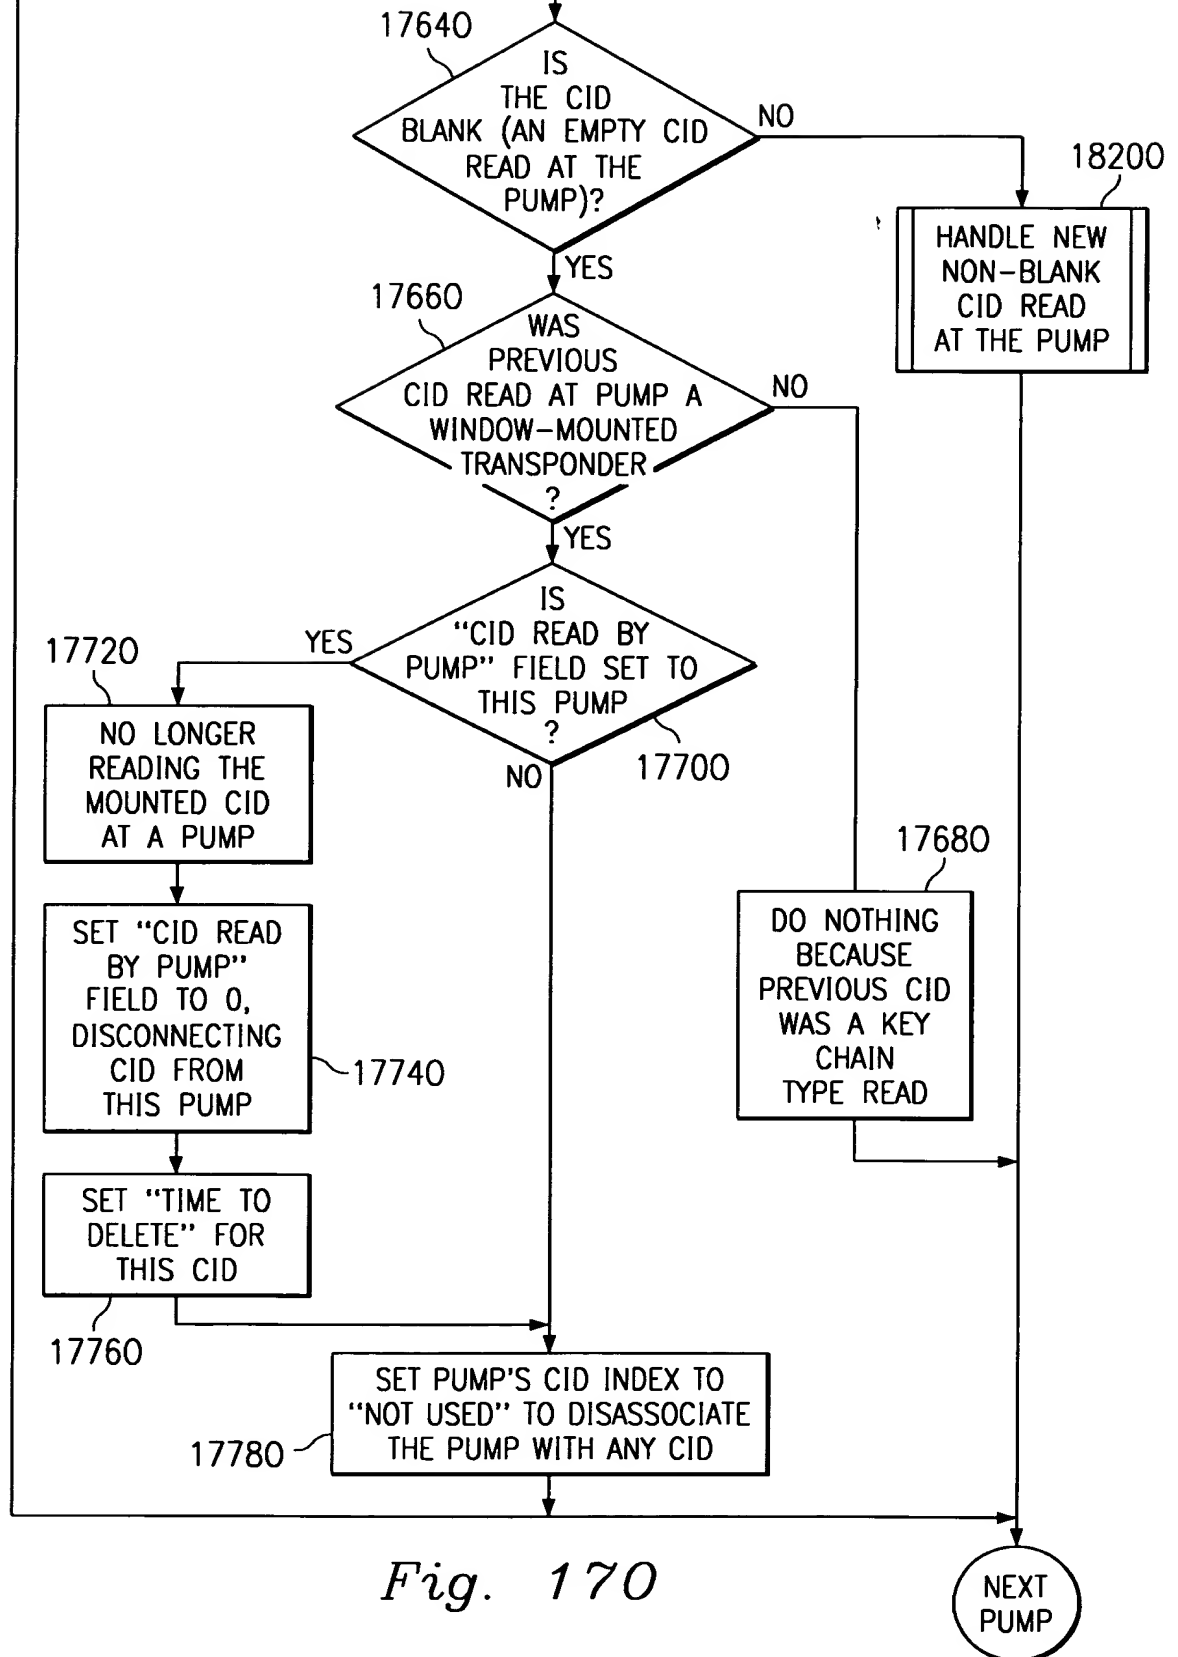 17640
IS
THE CID
BLANK (AN EMPTY CID
READ AT THE
PUMP)?
NO
18200
HANDLE NEW
NON-BLANK
CID READ
AT THE PUMP
YES
17660
WAS
PREVIOUS
CID READ AT PUMP A
WINDOW-MOUNTED
TRANSPONDER
?
NO
YES
IS
"CID READ BY
PUMP" FIELD SET TO
THIS PUMP
?
YES
17700
NO
17720
NO LONGER
READING THE
MOUNTED CID
AT A PUMP
17680
DO NOTHING
BECAUSE
PREVIOUS CID
WAS A KEY
CHAIN
TYPE READ
SET "CID READ
BY PUMP"
FIELD TO 0,
DISCONNECTING
CID FROM
THIS PUMP
17740
SET "TIME TO
DELETE" FOR
THIS CID
17760
SET PUMP'S CID INDEX TO
"NOT USED" TO DISASSOCIATE
THE PUMP WITH ANY CID
17780
NEXT
PUMP
Fig. 170